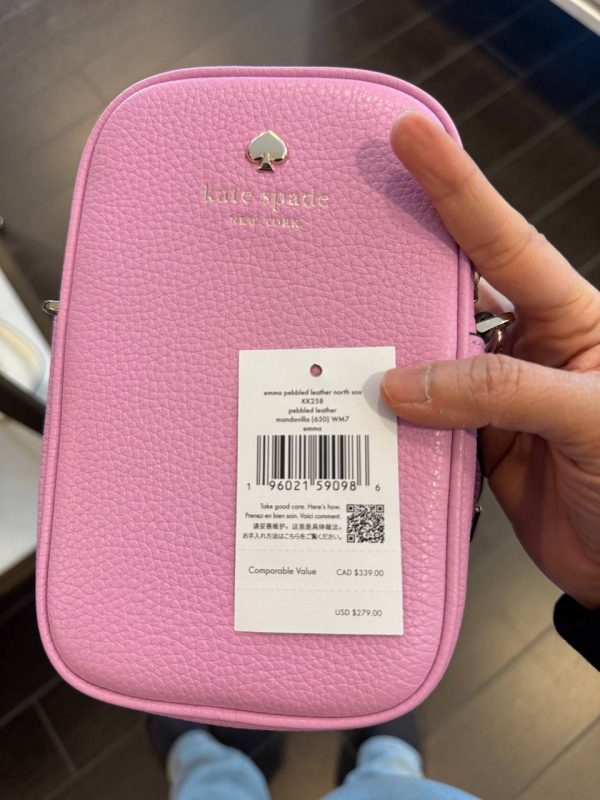 kate spade
NEW YORK
emma pebbled leather north sou
KK258
pebbled leather
mandavilla (650) WM7
emma
1 96021 59098 6
Take good care. Here's how.
Prenez-en bien soin. Voici comment.
请妥善维护。这里是具体做法。
お手入れ方法はこちらをご覧ください。
Comparable Value CAD $339.00
USD $279.00